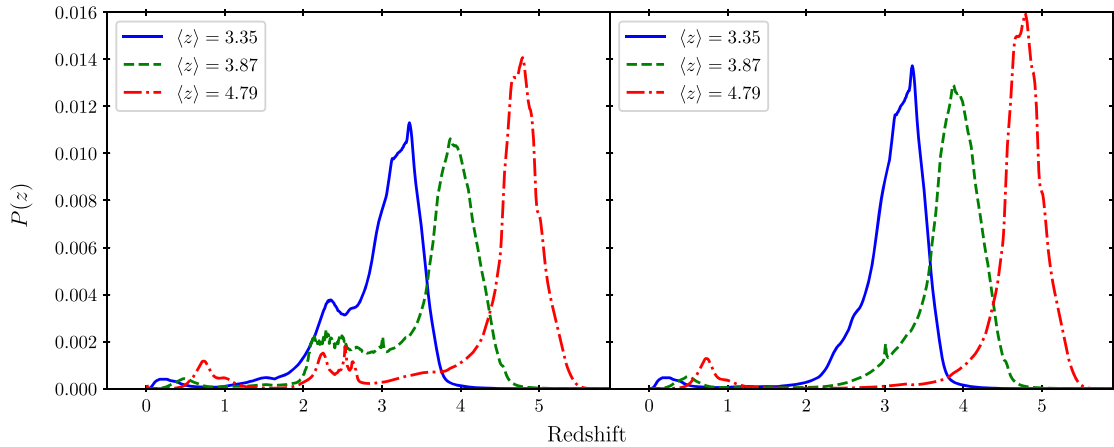 0.016
0.014
0.012
0.010
0.008
0.006
0.004
0.002
0.000
P(z)
⟨z⟩ = 3.35
⟨z⟩ = 3.87
⟨z⟩ = 4.79
⟨z⟩ = 3.35
⟨z⟩ = 3.87
⟨z⟩ = 4.79
0 1 2 3 4 5 0 1 2 3 4 5
Redshift